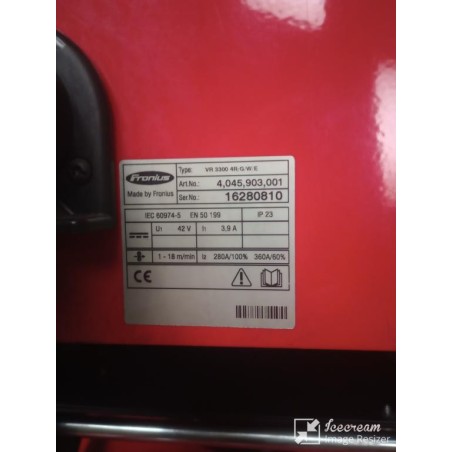 Fronius
Made by Fronius
Type: VR 3300 4R/G/W/E
Art.No.: 4,045,903,001
Ser.No.: 16280810
IEC 60974-5 EN 50 199 IP 23
U1 42 V I1 3,9 A
1 - 18 m/min I2 280A/100% 360A/60%
CE
Icecream
Image Resizer